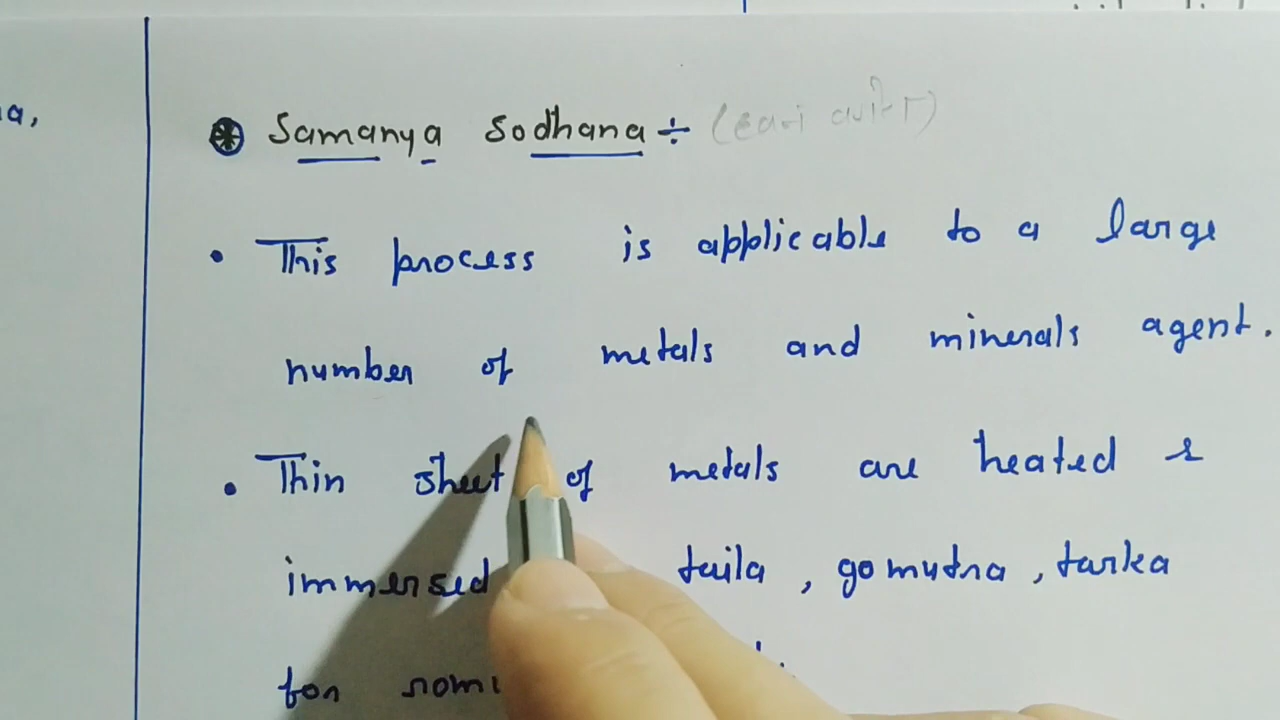 a,
Samanya Sodhana ÷
• This process is applicable to a large
number of metals and minerals agent.
• Thin sheet of metals are heated &
immersed taila, gomutra, tarka
for